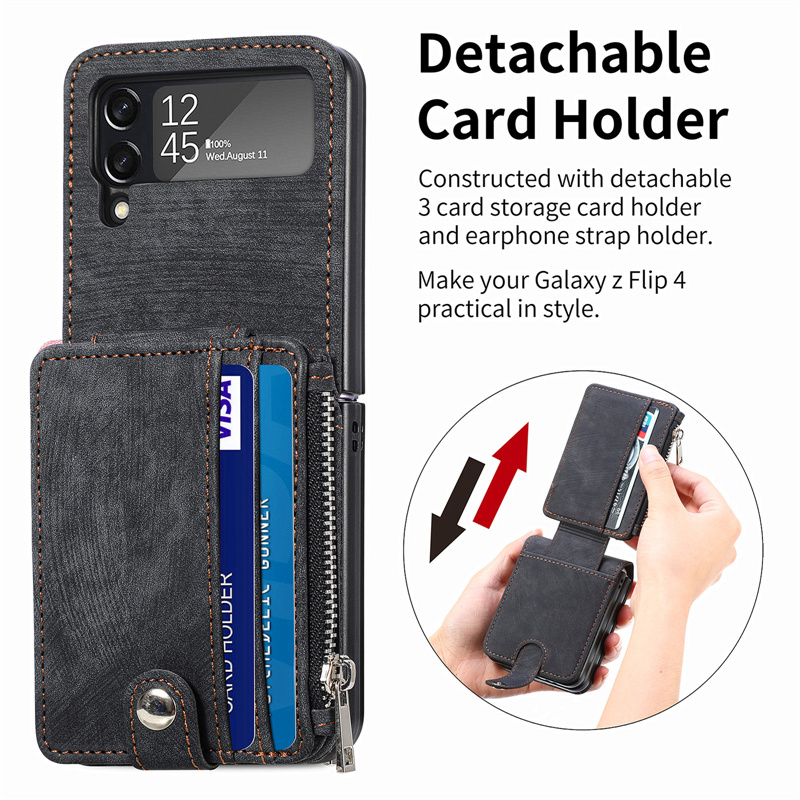 Detachable
Card Holder
Constructed with detachable
3 card storage card holder
and earphone strap holder.
Make your Galaxy z Flip 4
practical in style.
12
45
100%
Wed.August 11
VISA
CARD HOLDER
GUNNER